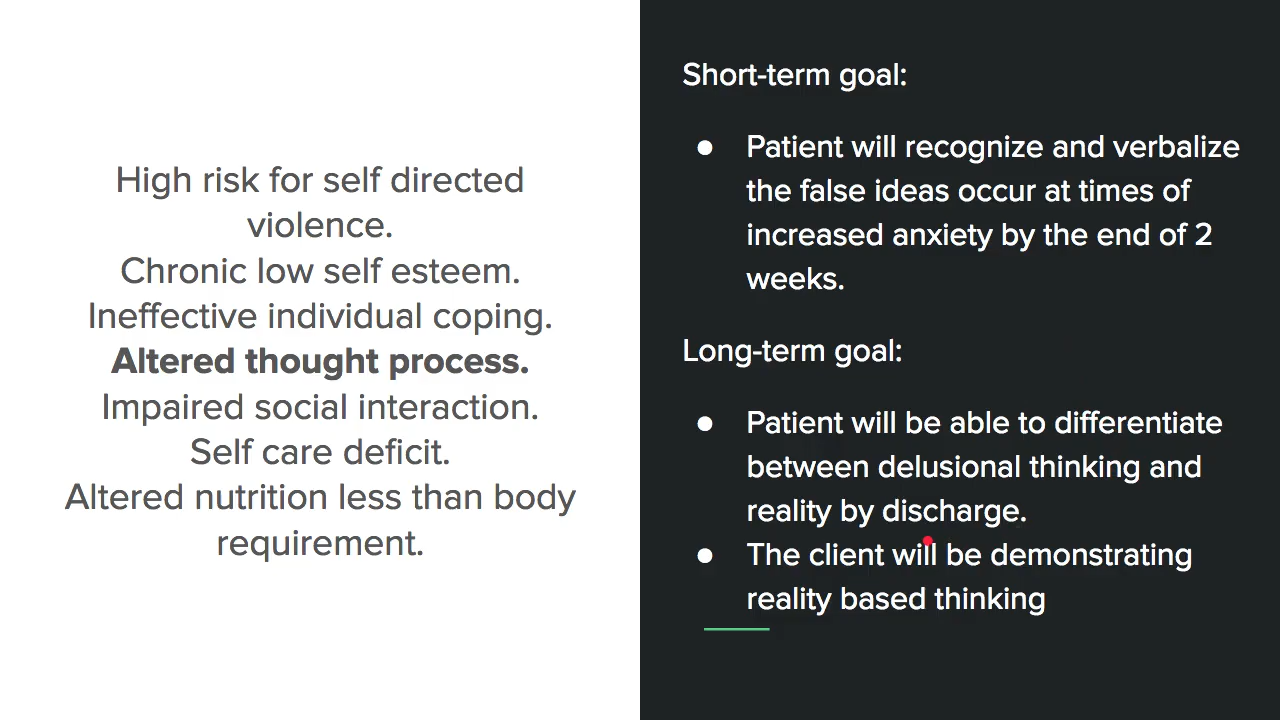 High risk for self directed
violence.
Chronic low self esteem.
Ineffective individual coping.
Altered thought process.
Impaired social interaction.
Self care deficit.
Altered nutrition less than body
requirement.
Short-term goal:
● Patient will recognize and verbalize
the false ideas occur at times of
increased anxiety by the end of 2
weeks.
Long-term goal:
● Patient will be able to differentiate
between delusional thinking and
reality by discharge.
● The client will be demonstrating
reality based thinking